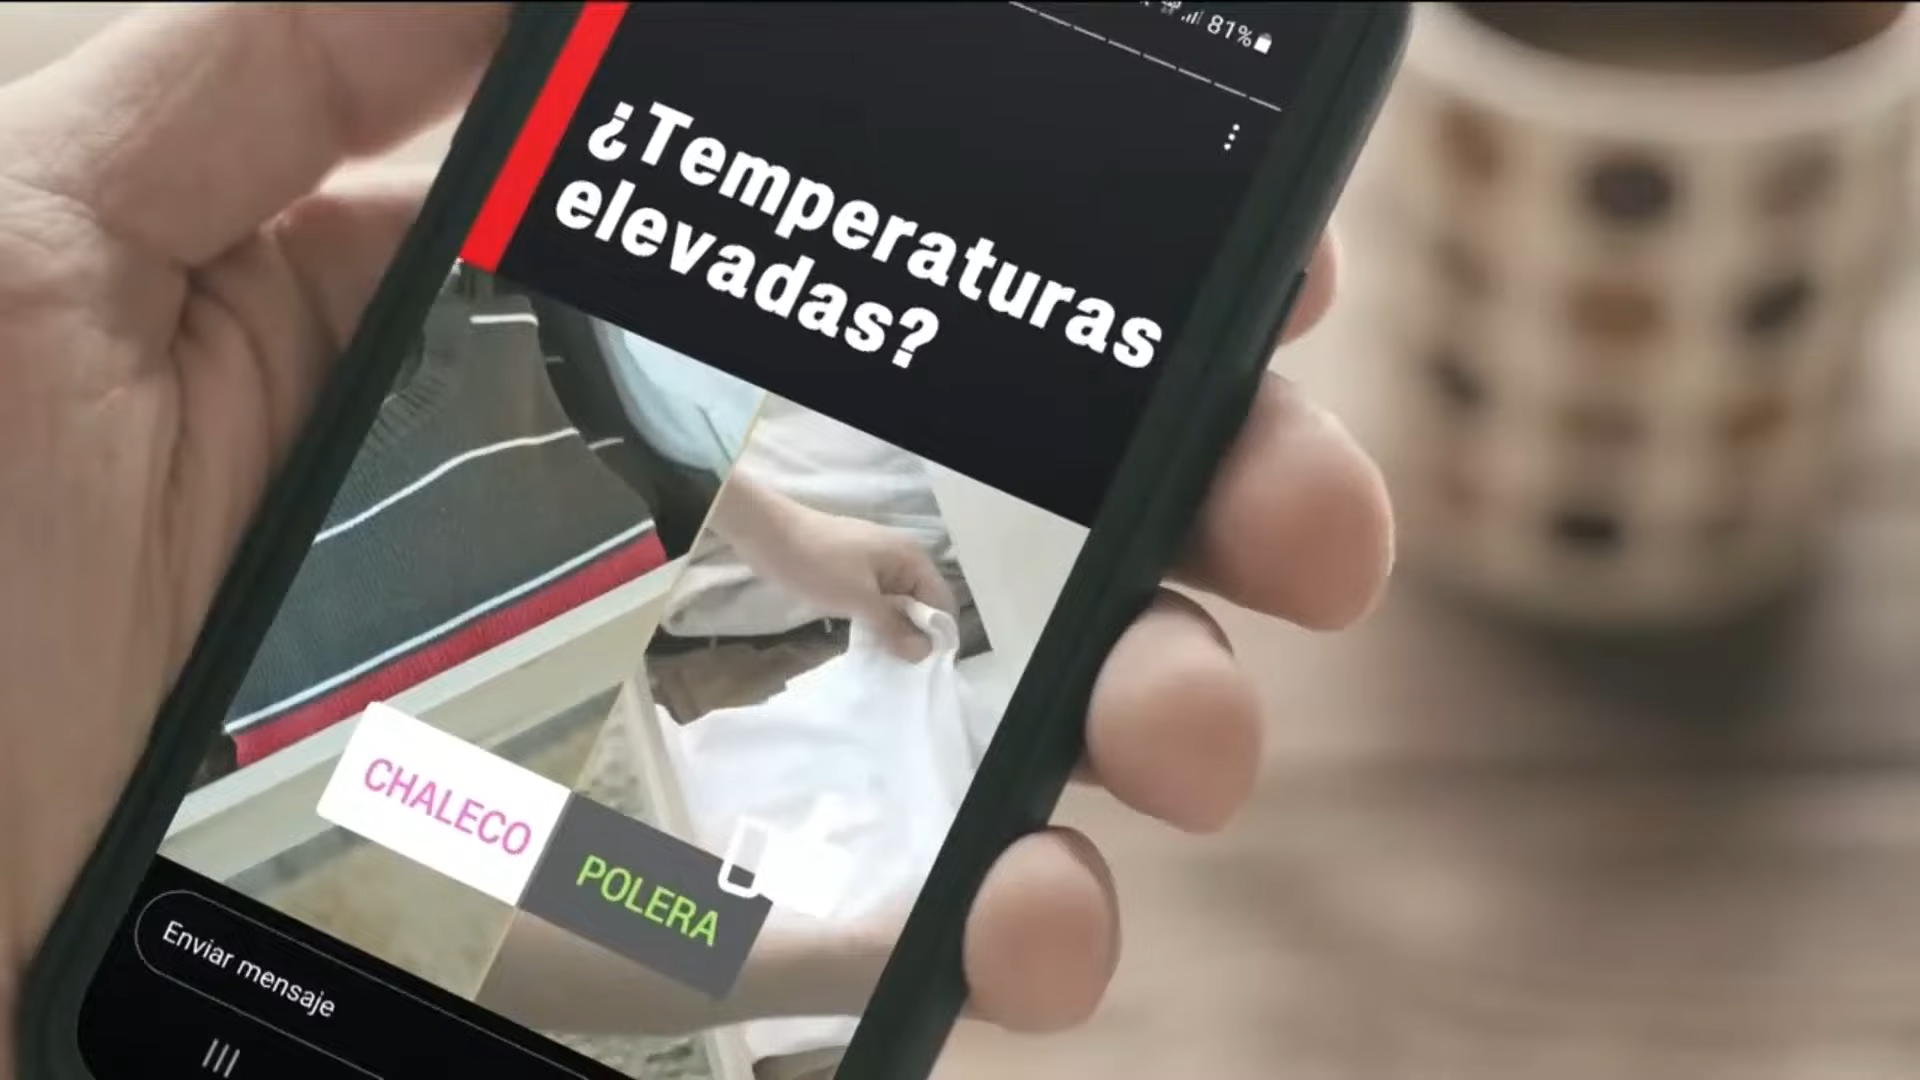 81%
¿Temperaturas
elevadas?
CHALECO
POLERA
Enviar mensaje